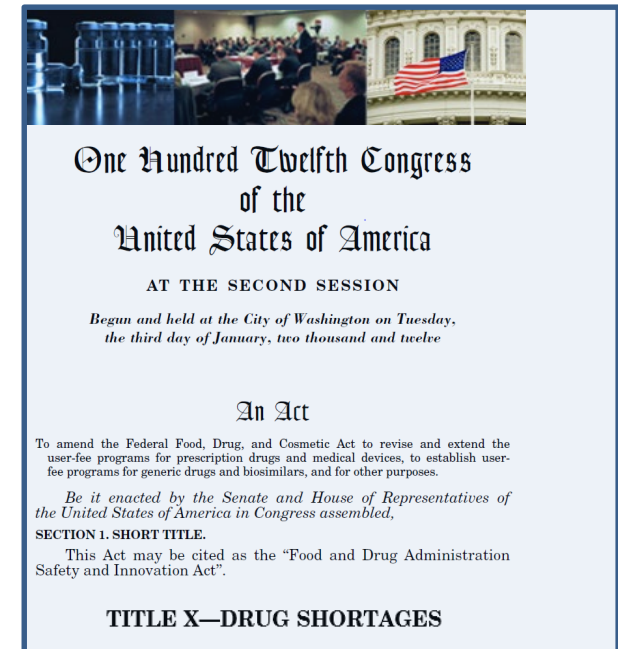 One Hundred Twelfth Congress
of the
United States of America
AT THE SECOND SESSION
Begun and held at the City of Washington on Tuesday,
the third day of January, two thousand and twelve
An Act
To amend the Federal Food, Drug, and Cosmetic Act to revise and extend the
user-fee programs for prescription drugs and medical devices, to establish user-
fee programs for generic drugs and biosimilars, and for other purposes.
Be it enacted by the Senate and House of Representatives of
the United States of America in Congress assembled,
SECTION 1. SHORT TITLE.
This Act may be cited as the “Food and Drug Administration
Safety and Innovation Act”.
TITLE X—DRUG SHORTAGES